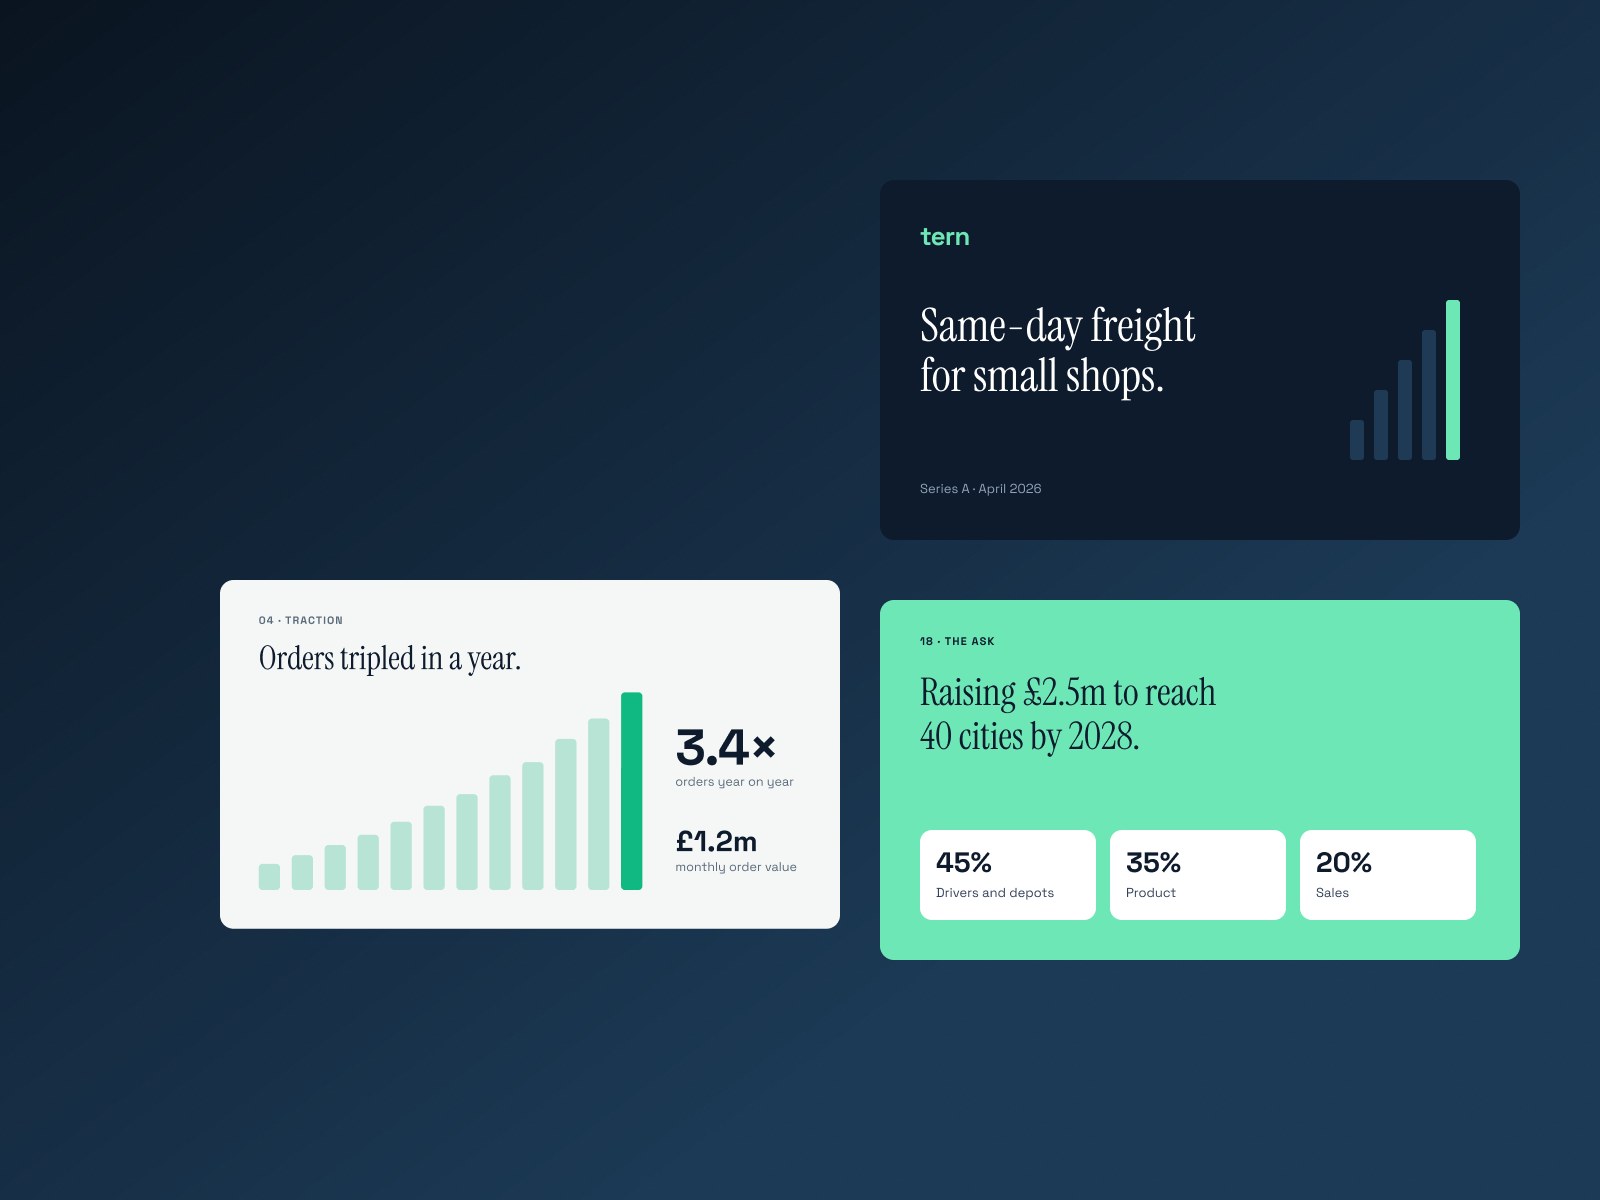 tern
Same-day freight
for small shops.
Series A · April 2026
04 · TRACTION
Orders tripled in a year.
3.4×
orders year on year
£1.2m
monthly order value
18 · THE ASK
Raising £2.5m to reach
40 cities by 2028.
45%
Drivers and depots
35%
Product
20%
Sales